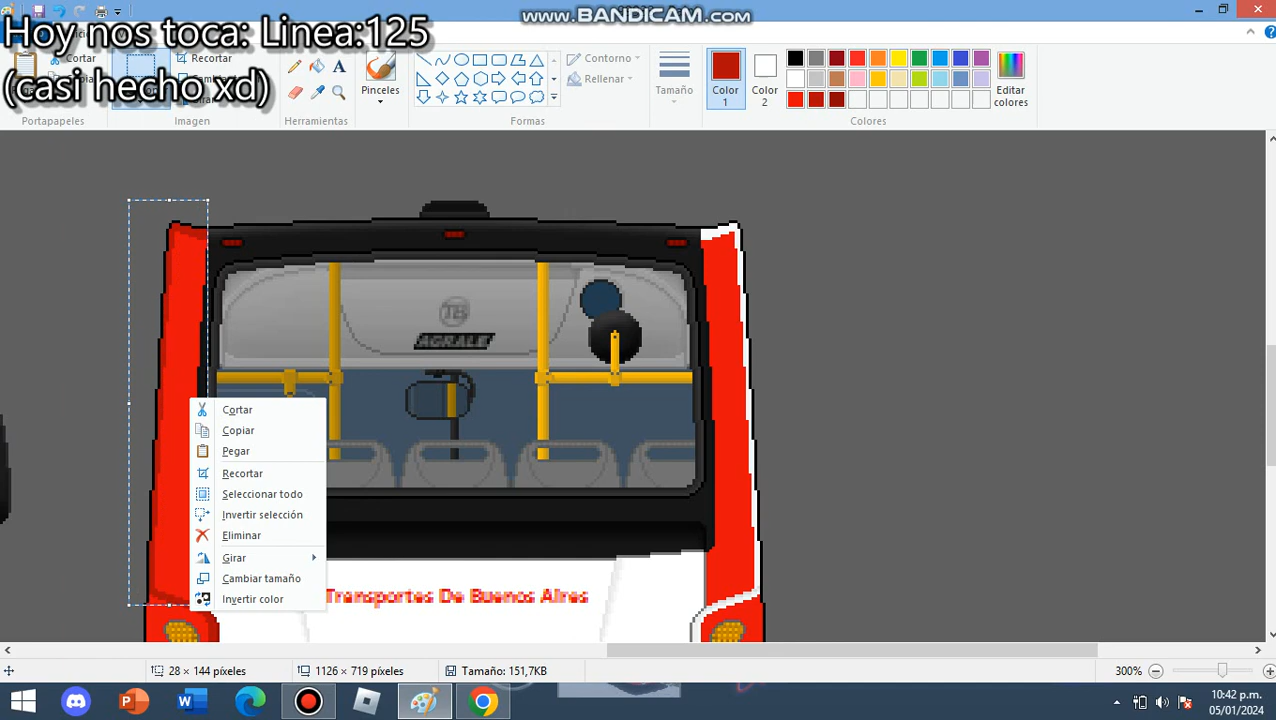 www.BANDICAM.com
Hoy nos toca: Linea:125
(casi hecho xd)
Cortar
Recortar
Portapapeles
Imagen
Herramientas
Pinceles
Contorno
Rellenar
Formas
Tamaño
Color 1
Color 2
Editar colores
Colores
TB
AGRALE
Cortar
Copiar
Pegar
Recortar
Seleccionar todo
Invertir selección
Eliminar
Girar
Cambiar tamaño
Invertir color
Transportes De Buenos Aires
28 × 144 píxeles
1126 × 719 píxeles
Tamaño: 151,7KB
300%
10:42 p.m.
05/01/2024